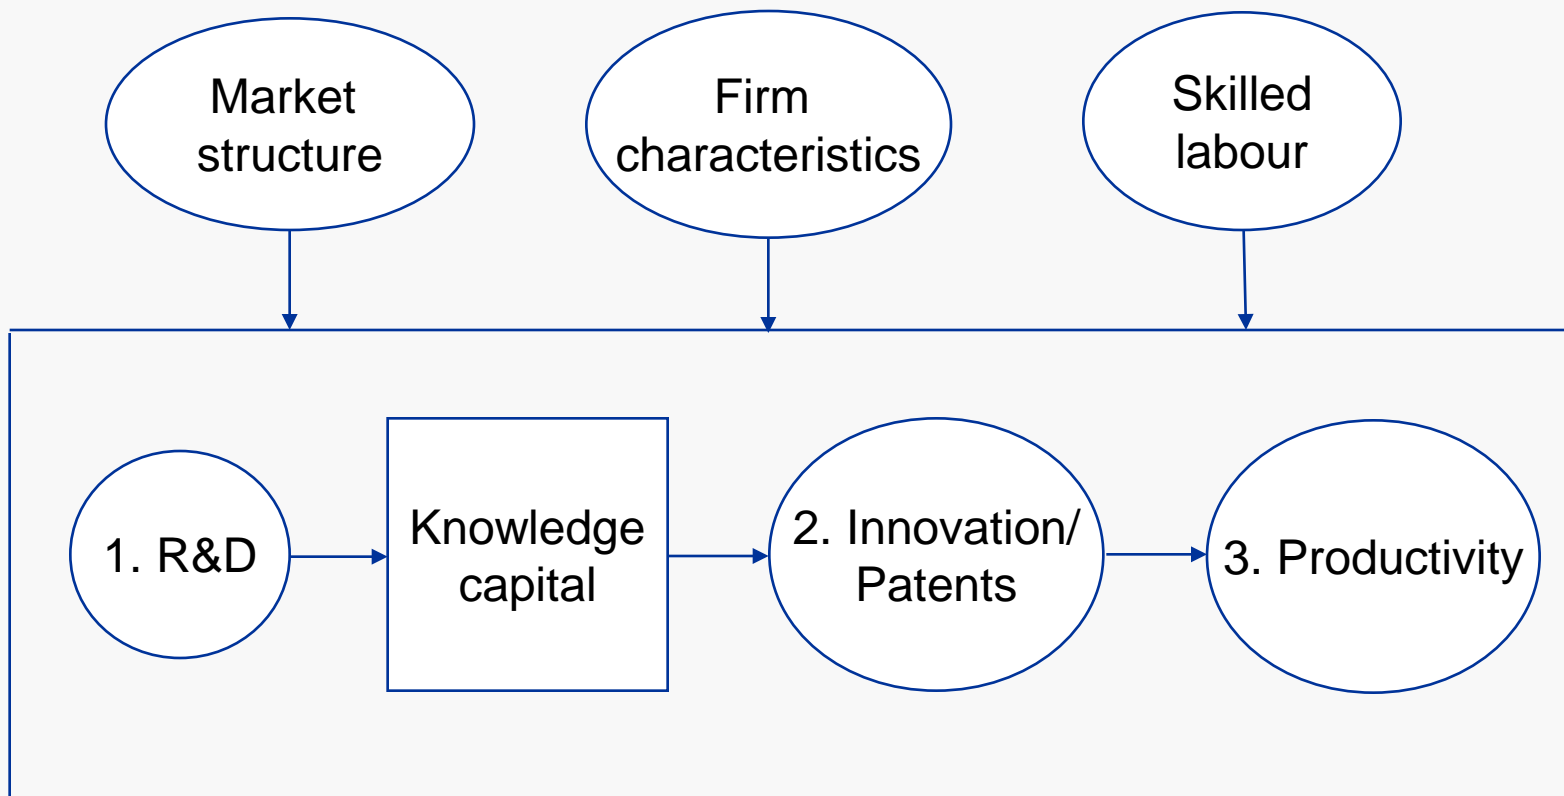 Market
structure
Firm
characteristics
Skilled
labour
1. R&D
Knowledge
capital
2. Innovation/
Patents
3. Productivity